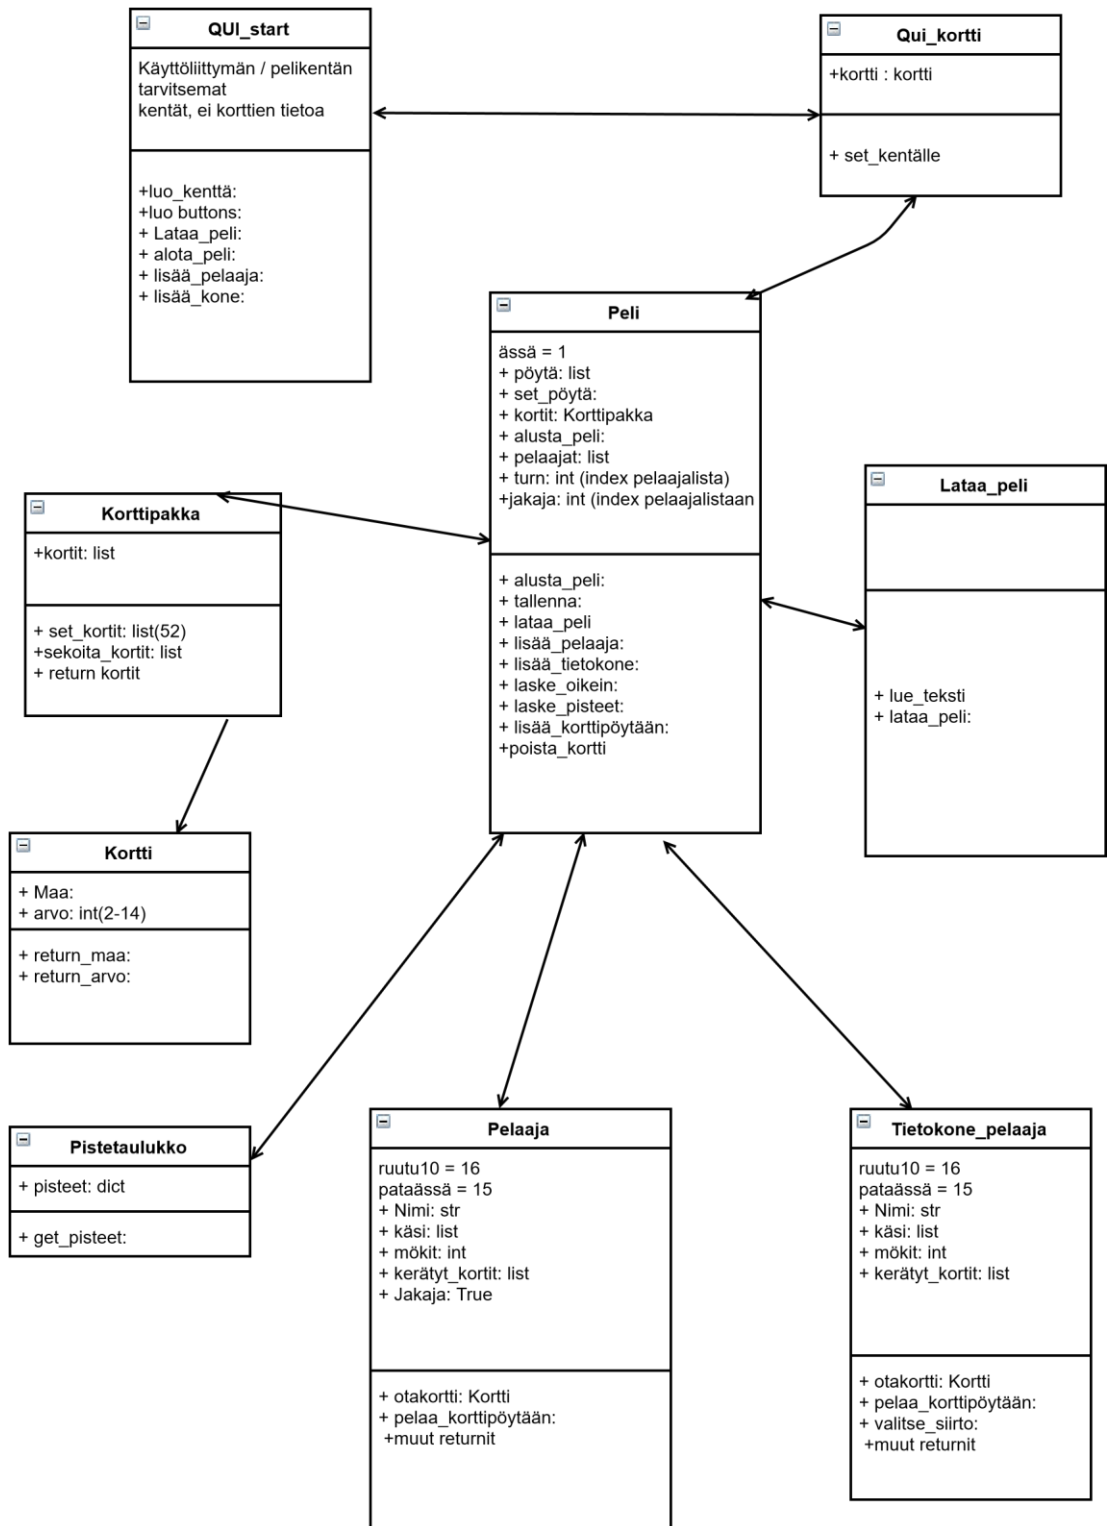 QUI_start
Käyttöliittymän / pelikentän
tarvitsemat
kentät, ei korttien tietoa
+luo_kenttä:
+luo buttons:
+ Lataa_peli:
+ alota_peli:
+ lisää_pelaaja:
+ lisää_kone:
Qui_kortti
+kortti : kortti
+ set_kentälle
Peli
ässä = 1
+ pöytä: list
+ set_pöytä:
+ kortit: Korttipakka
+ alusta_peli:
+ pelaajat: list
+ turn: int (index pelaajalista)
+jakaja: int (index pelaajalistaan
+ alusta_peli:
+ tallenna:
+ lataa_peli
+ lisää_pelaaja:
+ lisää_tietokone:
+ laske_oikein:
+ laske_pisteet:
+ lisää_korttipöytään:
+poista_kortti
Lataa_peli
+ lue_teksti
+ lataa_peli:
Korttipakka
+kortit: list
+ set_kortit: list(52)
+sekoita_kortit: list
+ return kortit
Kortti
+ Maa:
+ arvo: int(2-14)
+ return_maa:
+ return_arvo:
Pistetaulukko
+ pisteet: dict
+ get_pisteet:
Pelaaja
ruutu10 = 16
pataässä = 15
+ Nimi: str
+ käsi: list
+ mökit: int
+ kerätyt_kortit: list
+ Jakaja: True
+ otakortti: Kortti
+ pelaa_korttipöytään:
+muut returnit
Tietokone_pelaaja
ruutu10 = 16
pataässä = 15
+ Nimi: str
+ käsi: list
+ mökit: int
+ kerätyt_kortit: list
+ otakortti: Kortti
+ pelaa_korttipöytään:
+ valitse_siirto:
+muut returnit